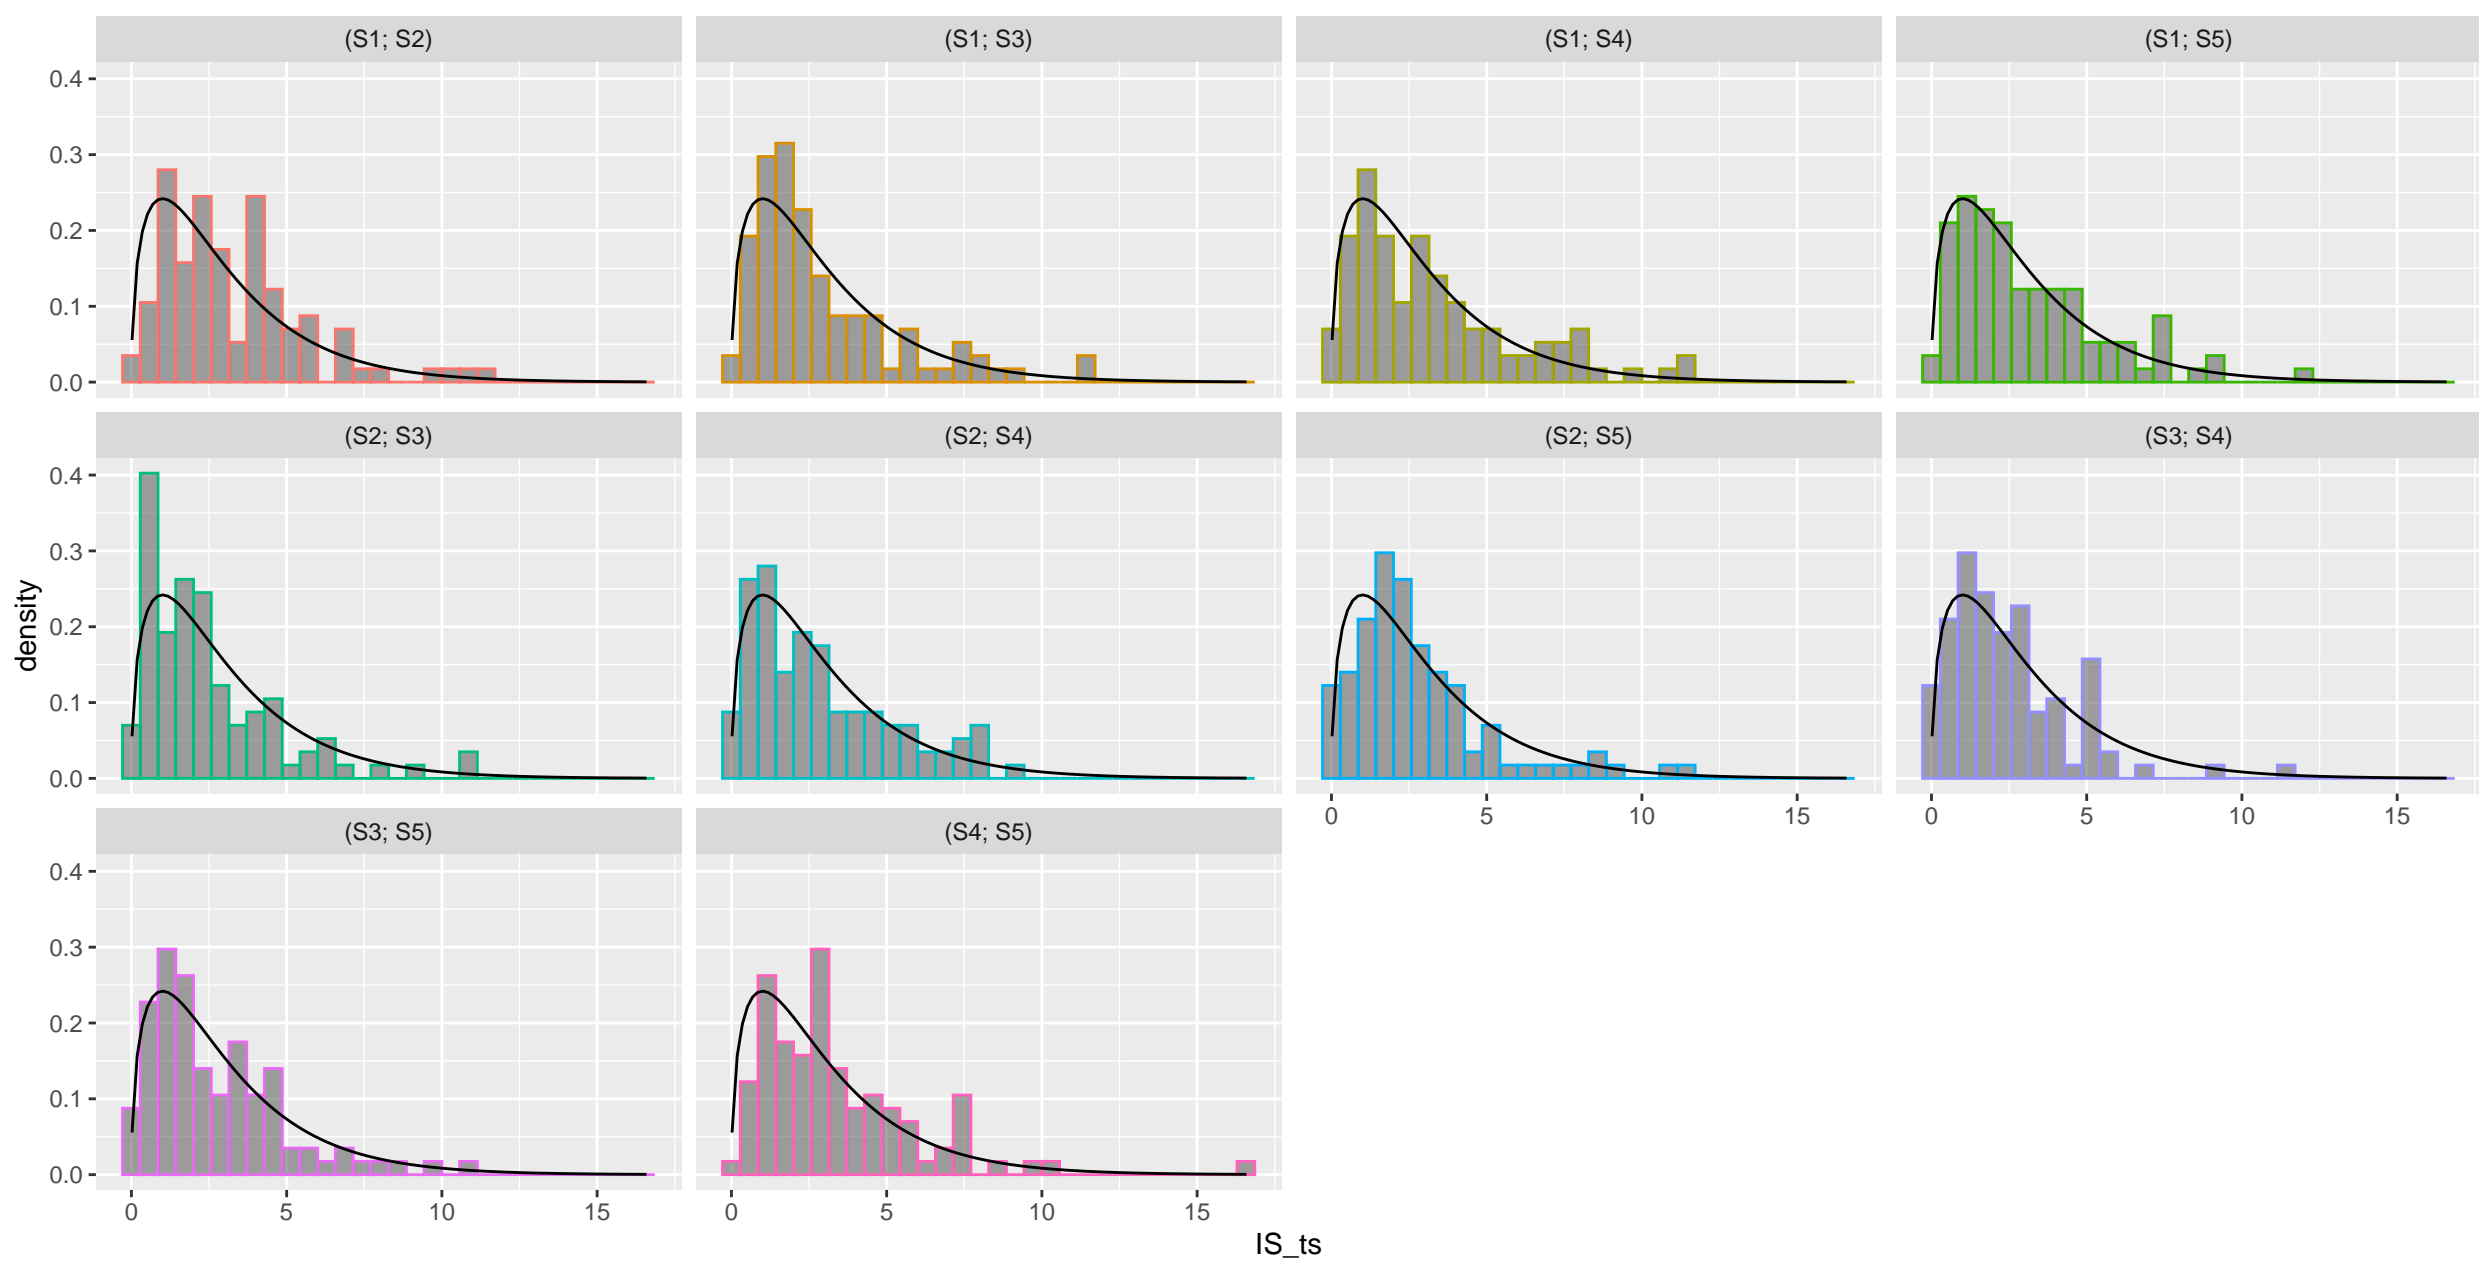 (S1; S2) (S1; S3) (S1; S4) (S1; S5)
0.4
0.3
0.2
0.1
0.0
(S2; S3) (S2; S4) (S2; S5) (S3; S4)
0.4
0.3
0.2
0.1
0.0
density
0 5 10 15 0 5 10 15
(S3; S5) (S4; S5)
0.4
0.3
0.2
0.1
0.0
0 5 10 15 0 5 10 15
IS_ts